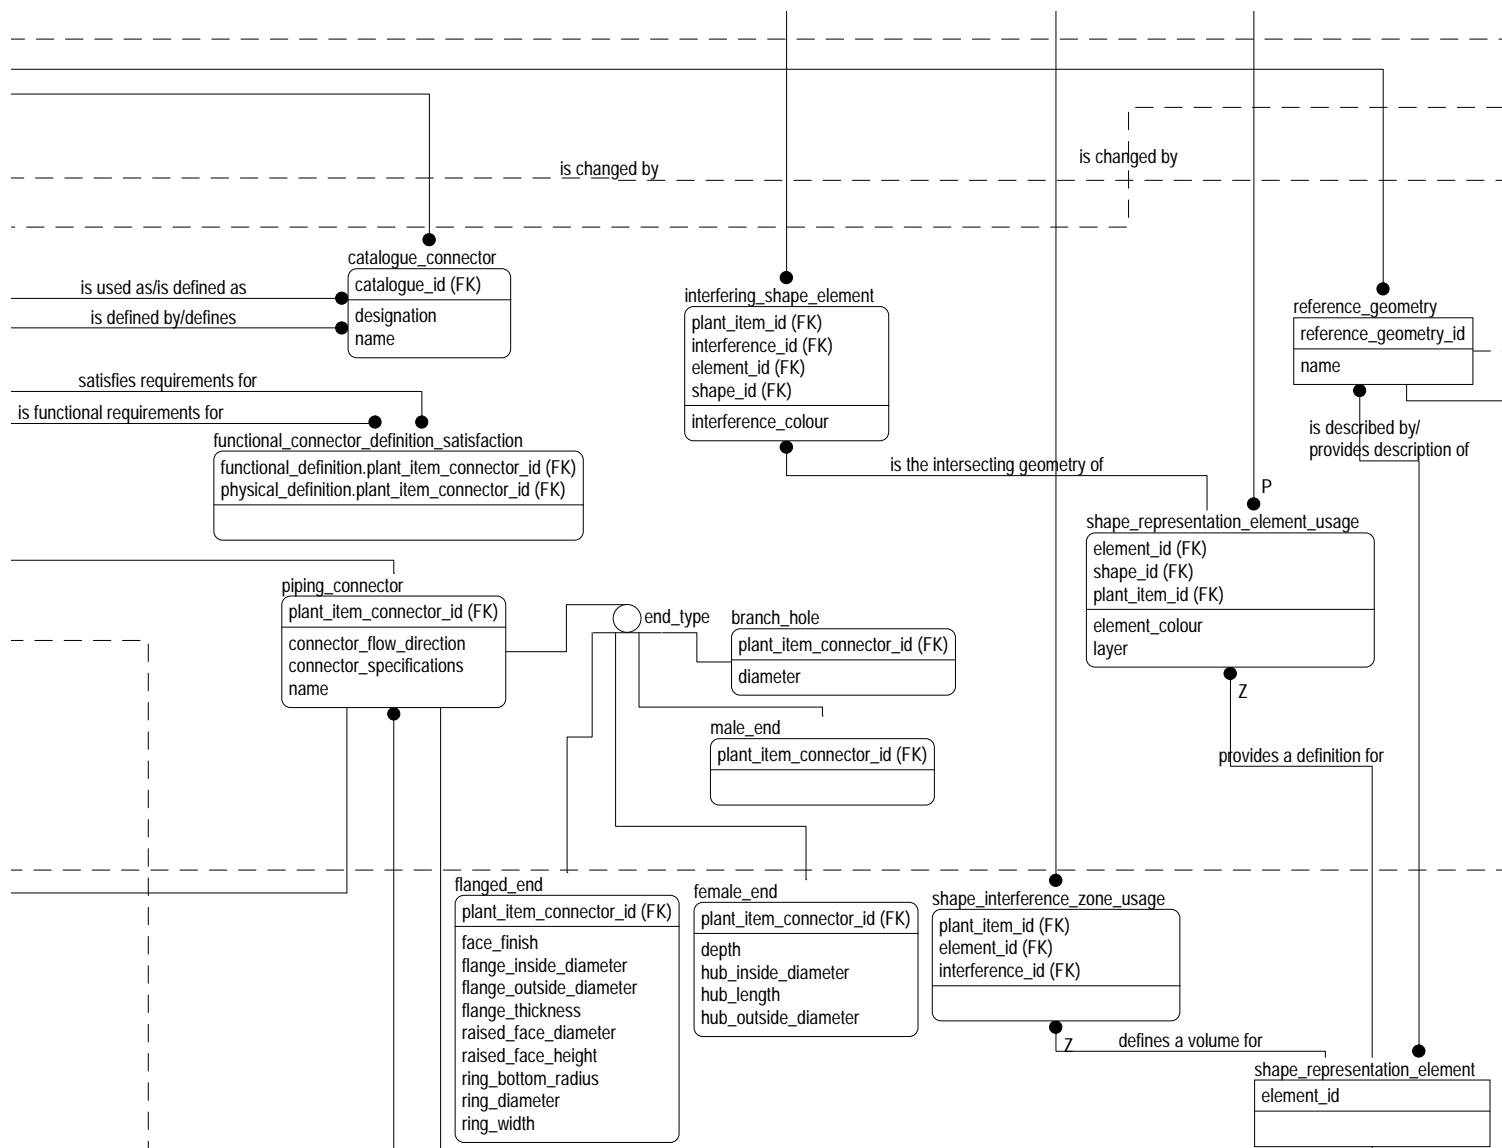 is changed by
is changed by
catalogue_connector
catalogue_id (FK)
designation
name
is used as/is defined as
is defined by/defines
interfering_shape_element
plant_item_id (FK)
interference_id (FK)
element_id (FK)
shape_id (FK)
interference_colour
reference_geometry
reference_geometry_id
name
satisfies requirements for
is functional requirements for
functional_connector_definition_satisfaction
functional_definition.plant_item_connector_id (FK)
physical_definition.plant_item_connector_id (FK)
is described by/
provides description of
is the intersecting geometry of
P
shape_representation_element_usage
element_id (FK)
shape_id (FK)
plant_item_id (FK)
element_colour
layer
Z
provides a definition for
piping_connector
plant_item_connector_id (FK)
connector_flow_direction
connector_specifications
name
end_type
branch_hole
plant_item_connector_id (FK)
diameter
male_end
plant_item_connector_id (FK)
flanged_end
plant_item_connector_id (FK)
face_finish
flange_inside_diameter
flange_outside_diameter
flange_thickness
raised_face_diameter
raised_face_height
ring_bottom_radius
ring_diameter
ring_width
female_end
plant_item_connector_id (FK)
depth
hub_inside_diameter
hub_length
hub_outside_diameter
shape_interference_zone_usage
plant_item_id (FK)
element_id (FK)
interference_id (FK)
Z
defines a volume for
shape_representation_element
element_id